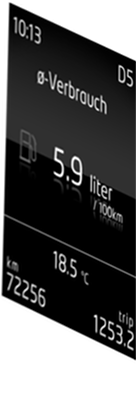 10:13 D5
ø-Verbrauch
5.9 liter
/ 100km
18.5 °C
km trip
72256 1253.2